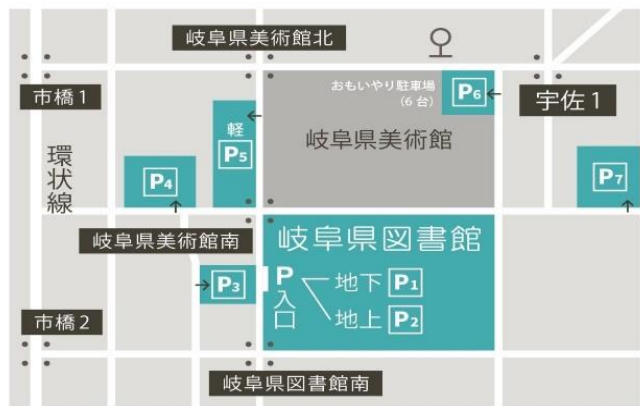 岐阜県美術館北
市橋1
おもいやり駐車場
(6台)
P6
宇佐1
軽
P5
岐阜県美術館
環状線
P4
P7
岐阜県美術館南
岐阜県図書館
P3
P
入口
地下 P1
地上 P2
市橋2
岐阜県図書館南